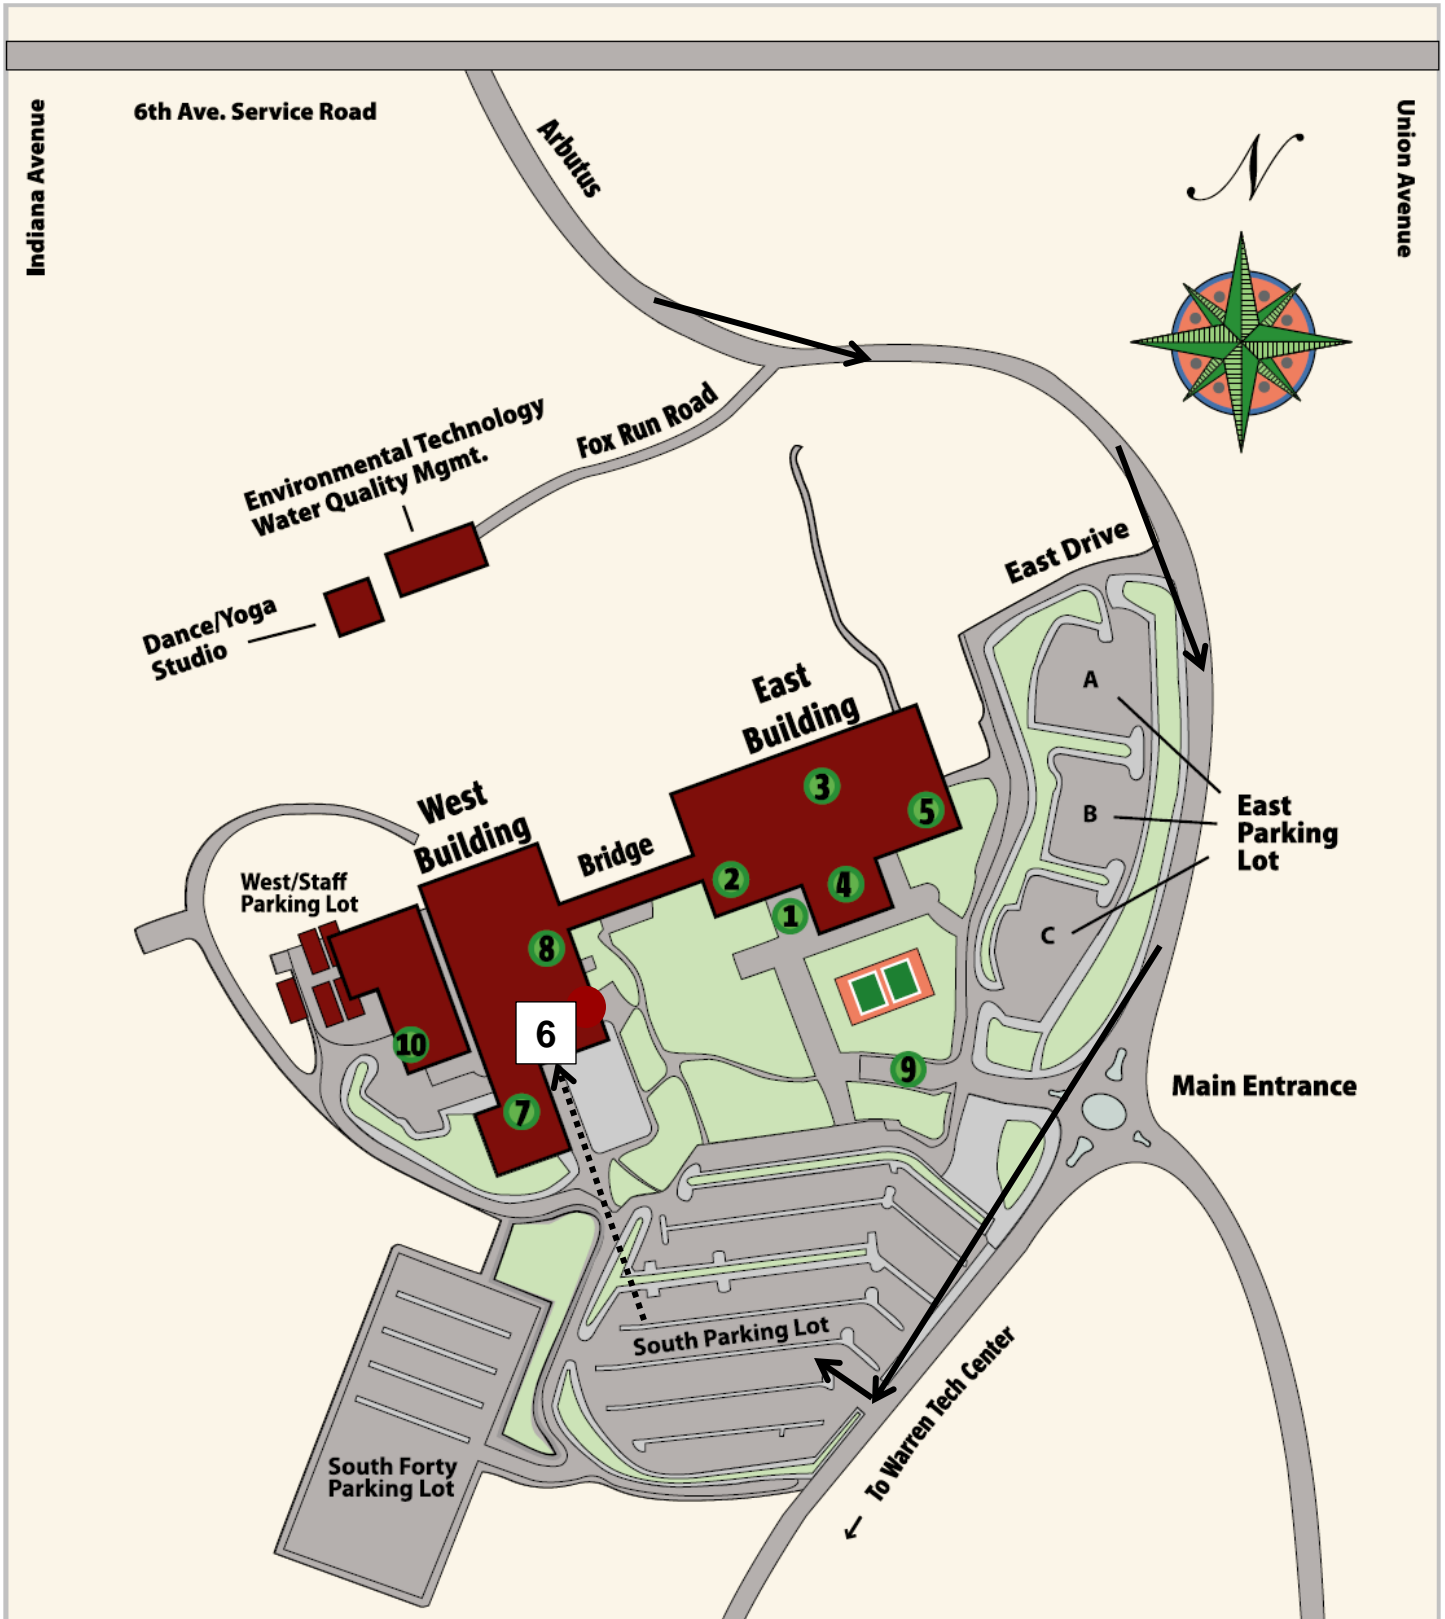 6th Ave. Service Road
Indiana Avenue
Union Avenue
Arbutus
N
Fox Run Road
Environmental Technology
Water Quality Mgmt.
East Drive
Dance/Yoga
Studio
A
East
Building
3
5
B
East
Parking
Lot
West
Building
Bridge
West/Staff
Parking Lot
2
4
1
C
8
6
10
9
Main Entrance
7
South Parking Lot
To Warren Tech Center
South Forty
Parking Lot